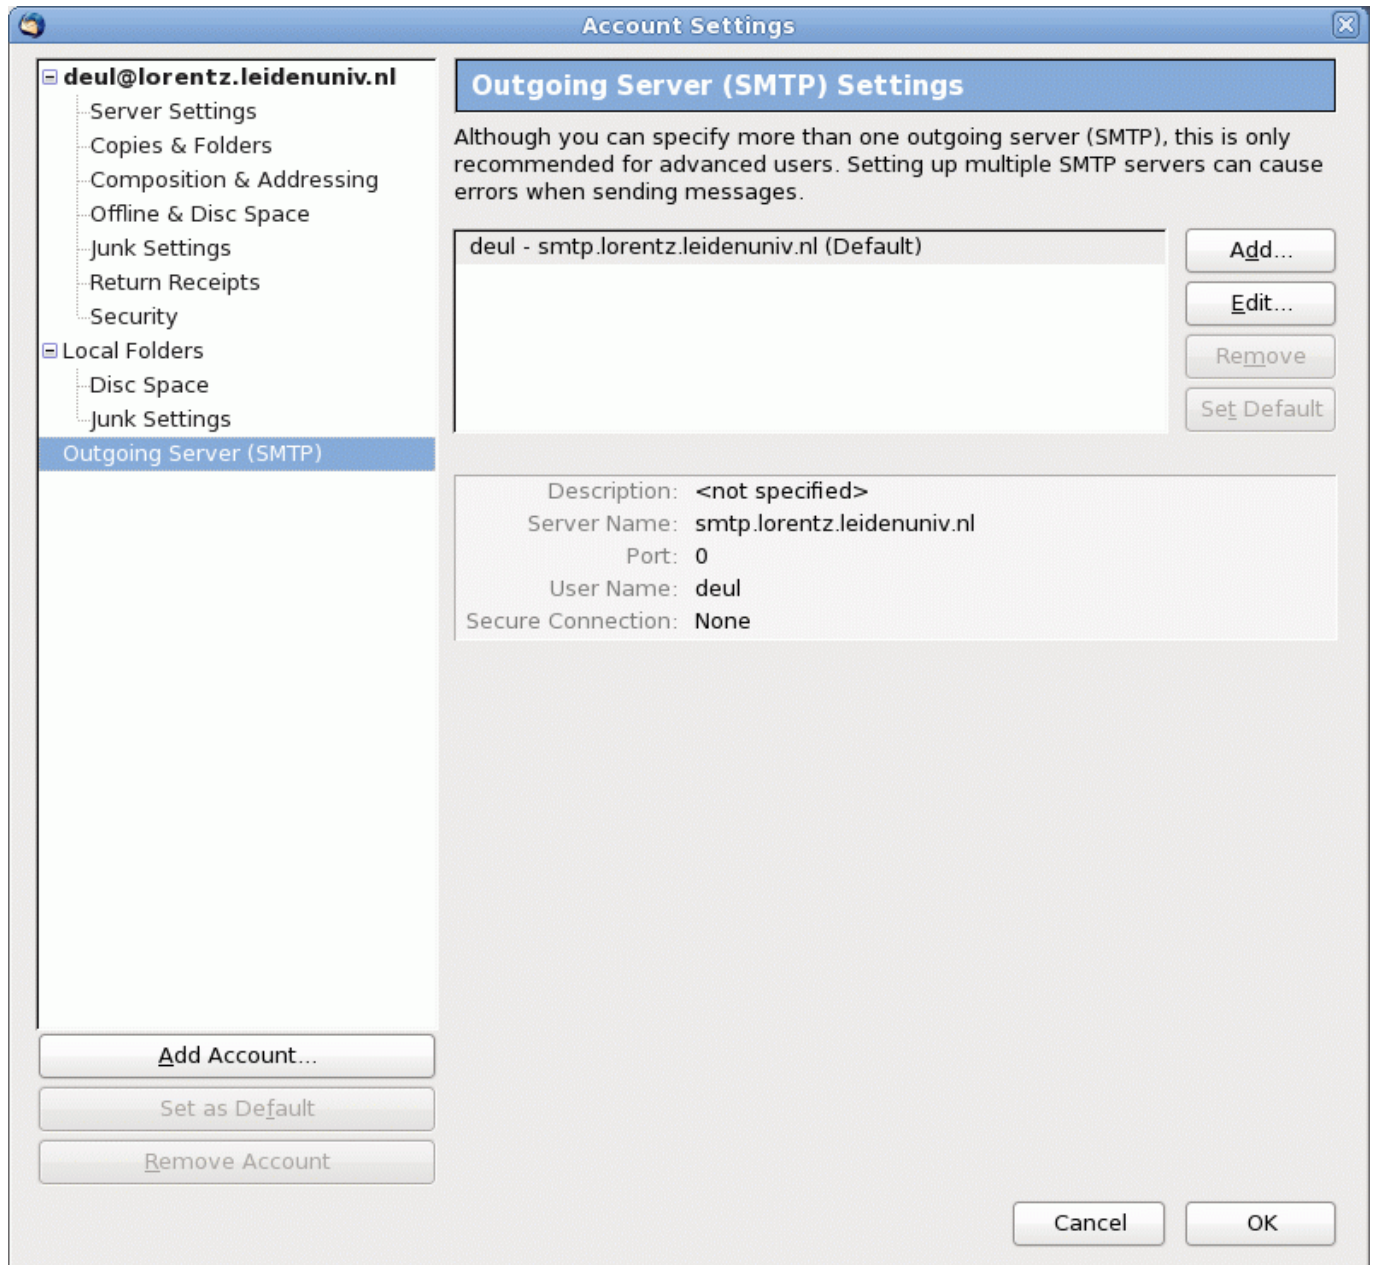 Account Settings
deul@lorentz.leidenuniv.nl
Server Settings
Copies & Folders
Composition & Addressing
Offline & Disc Space
Junk Settings
Return Receipts
Security
Local Folders
Disc Space
Junk Settings
Outgoing Server (SMTP)
Add Account...
Set as Default
Remove Account
Outgoing Server (SMTP) Settings
Although you can specify more than one outgoing server (SMTP), this is only
recommended for advanced users. Setting up multiple SMTP servers can cause
errors when sending messages.
deul - smtp.lorentz.leidenuniv.nl (Default)
Add...
Edit...
Remove
Set Default
Description: <not specified>
Server Name: smtp.lorentz.leidenuniv.nl
Port: 0
User Name: deul
Secure Connection: None
Cancel
OK